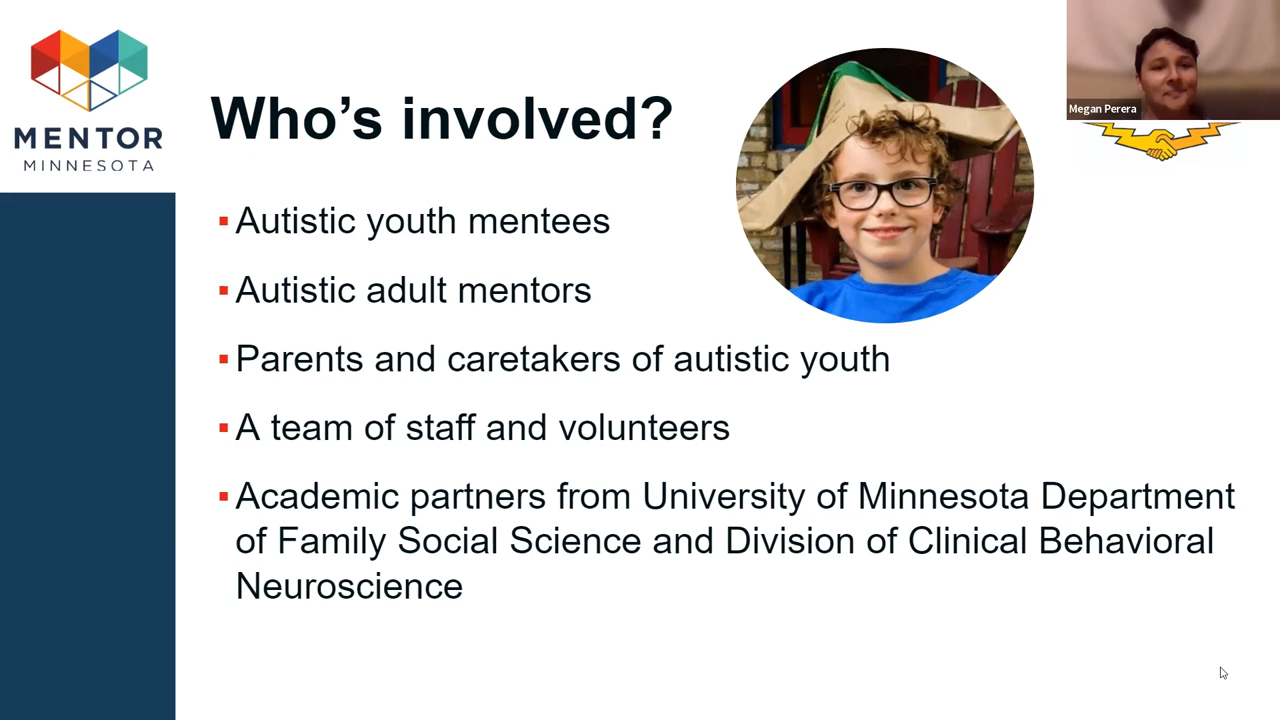 MENTOR
MINNESOTA
Who’s involved?
Megan Perera
▪Autistic youth mentees
▪Autistic adult mentors
▪Parents and caretakers of autistic youth
▪A team of staff and volunteers
▪Academic partners from University of Minnesota Department
of Family Social Science and Division of Clinical Behavioral
Neuroscience